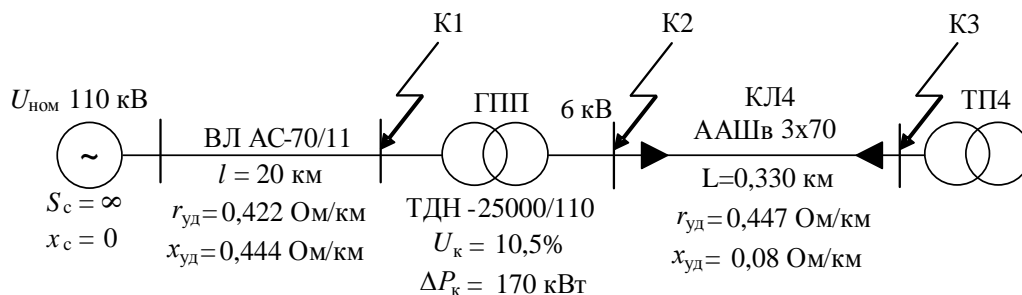 К1
К2
К3
Uном 110 кВ
ГПП
6 кВ
КЛ4
ТП4
ВЛ АС-70/11
ААШв 3х70
~
l = 20 км
L=0,330 км
Sс = ∞
rуд=0,422 Ом/км
ТДН -25000/110
rуд=0,447 Ом/км
xс = 0
xуд=0,444 Ом/км
Uк = 10,5%
xуд= 0,08 Ом/км
ΔPк = 170 кВт